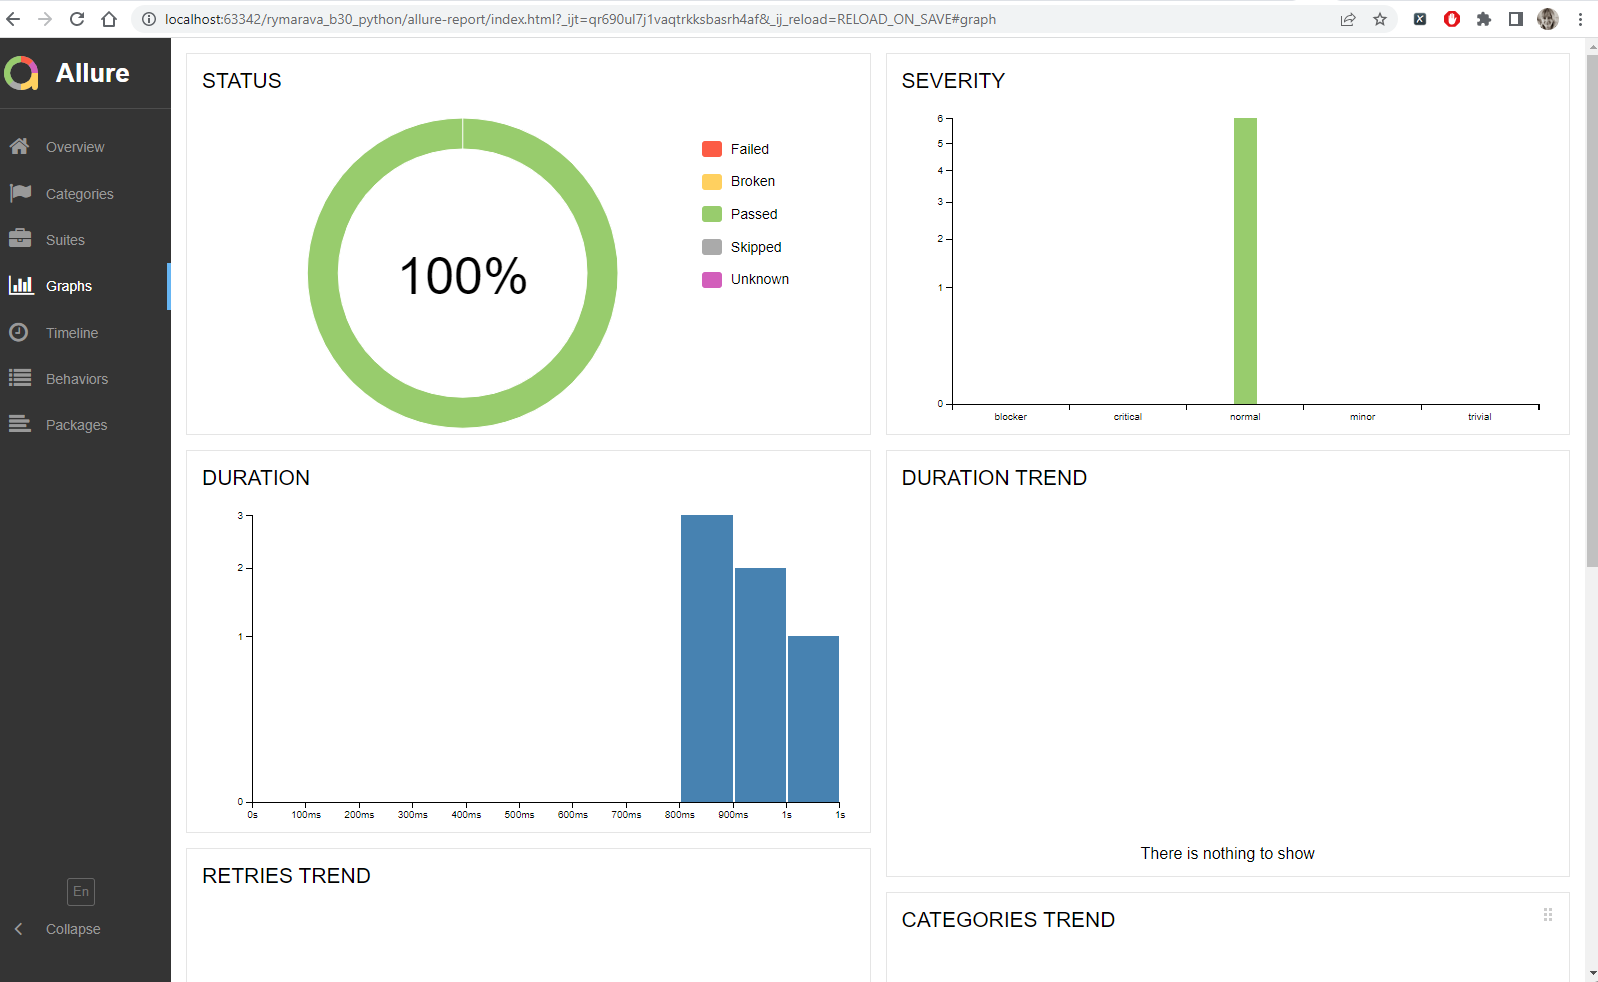 localhost:63342/rymarava_b30_python/allure-report/index.html?_ijt=qr690ul7j1vaqtrkksbasrh4af&_ij_reload=RELOAD_ON_SAVE#graph
Allure
Overview
Categories
Suites
Graphs
Timeline
Behaviors
Packages
En
Collapse
STATUS
100%
Failed
Broken
Passed
Skipped
Unknown
SEVERITY
6
5
4
3
2
1
0
blocker critical normal minor trivial
DURATION
3
2
1
0
0s 100ms 200ms 300ms 400ms 500ms 600ms 700ms 800ms 900ms 1s 1s
DURATION TREND
There is nothing to show
RETRIES TREND
CATEGORIES TREND